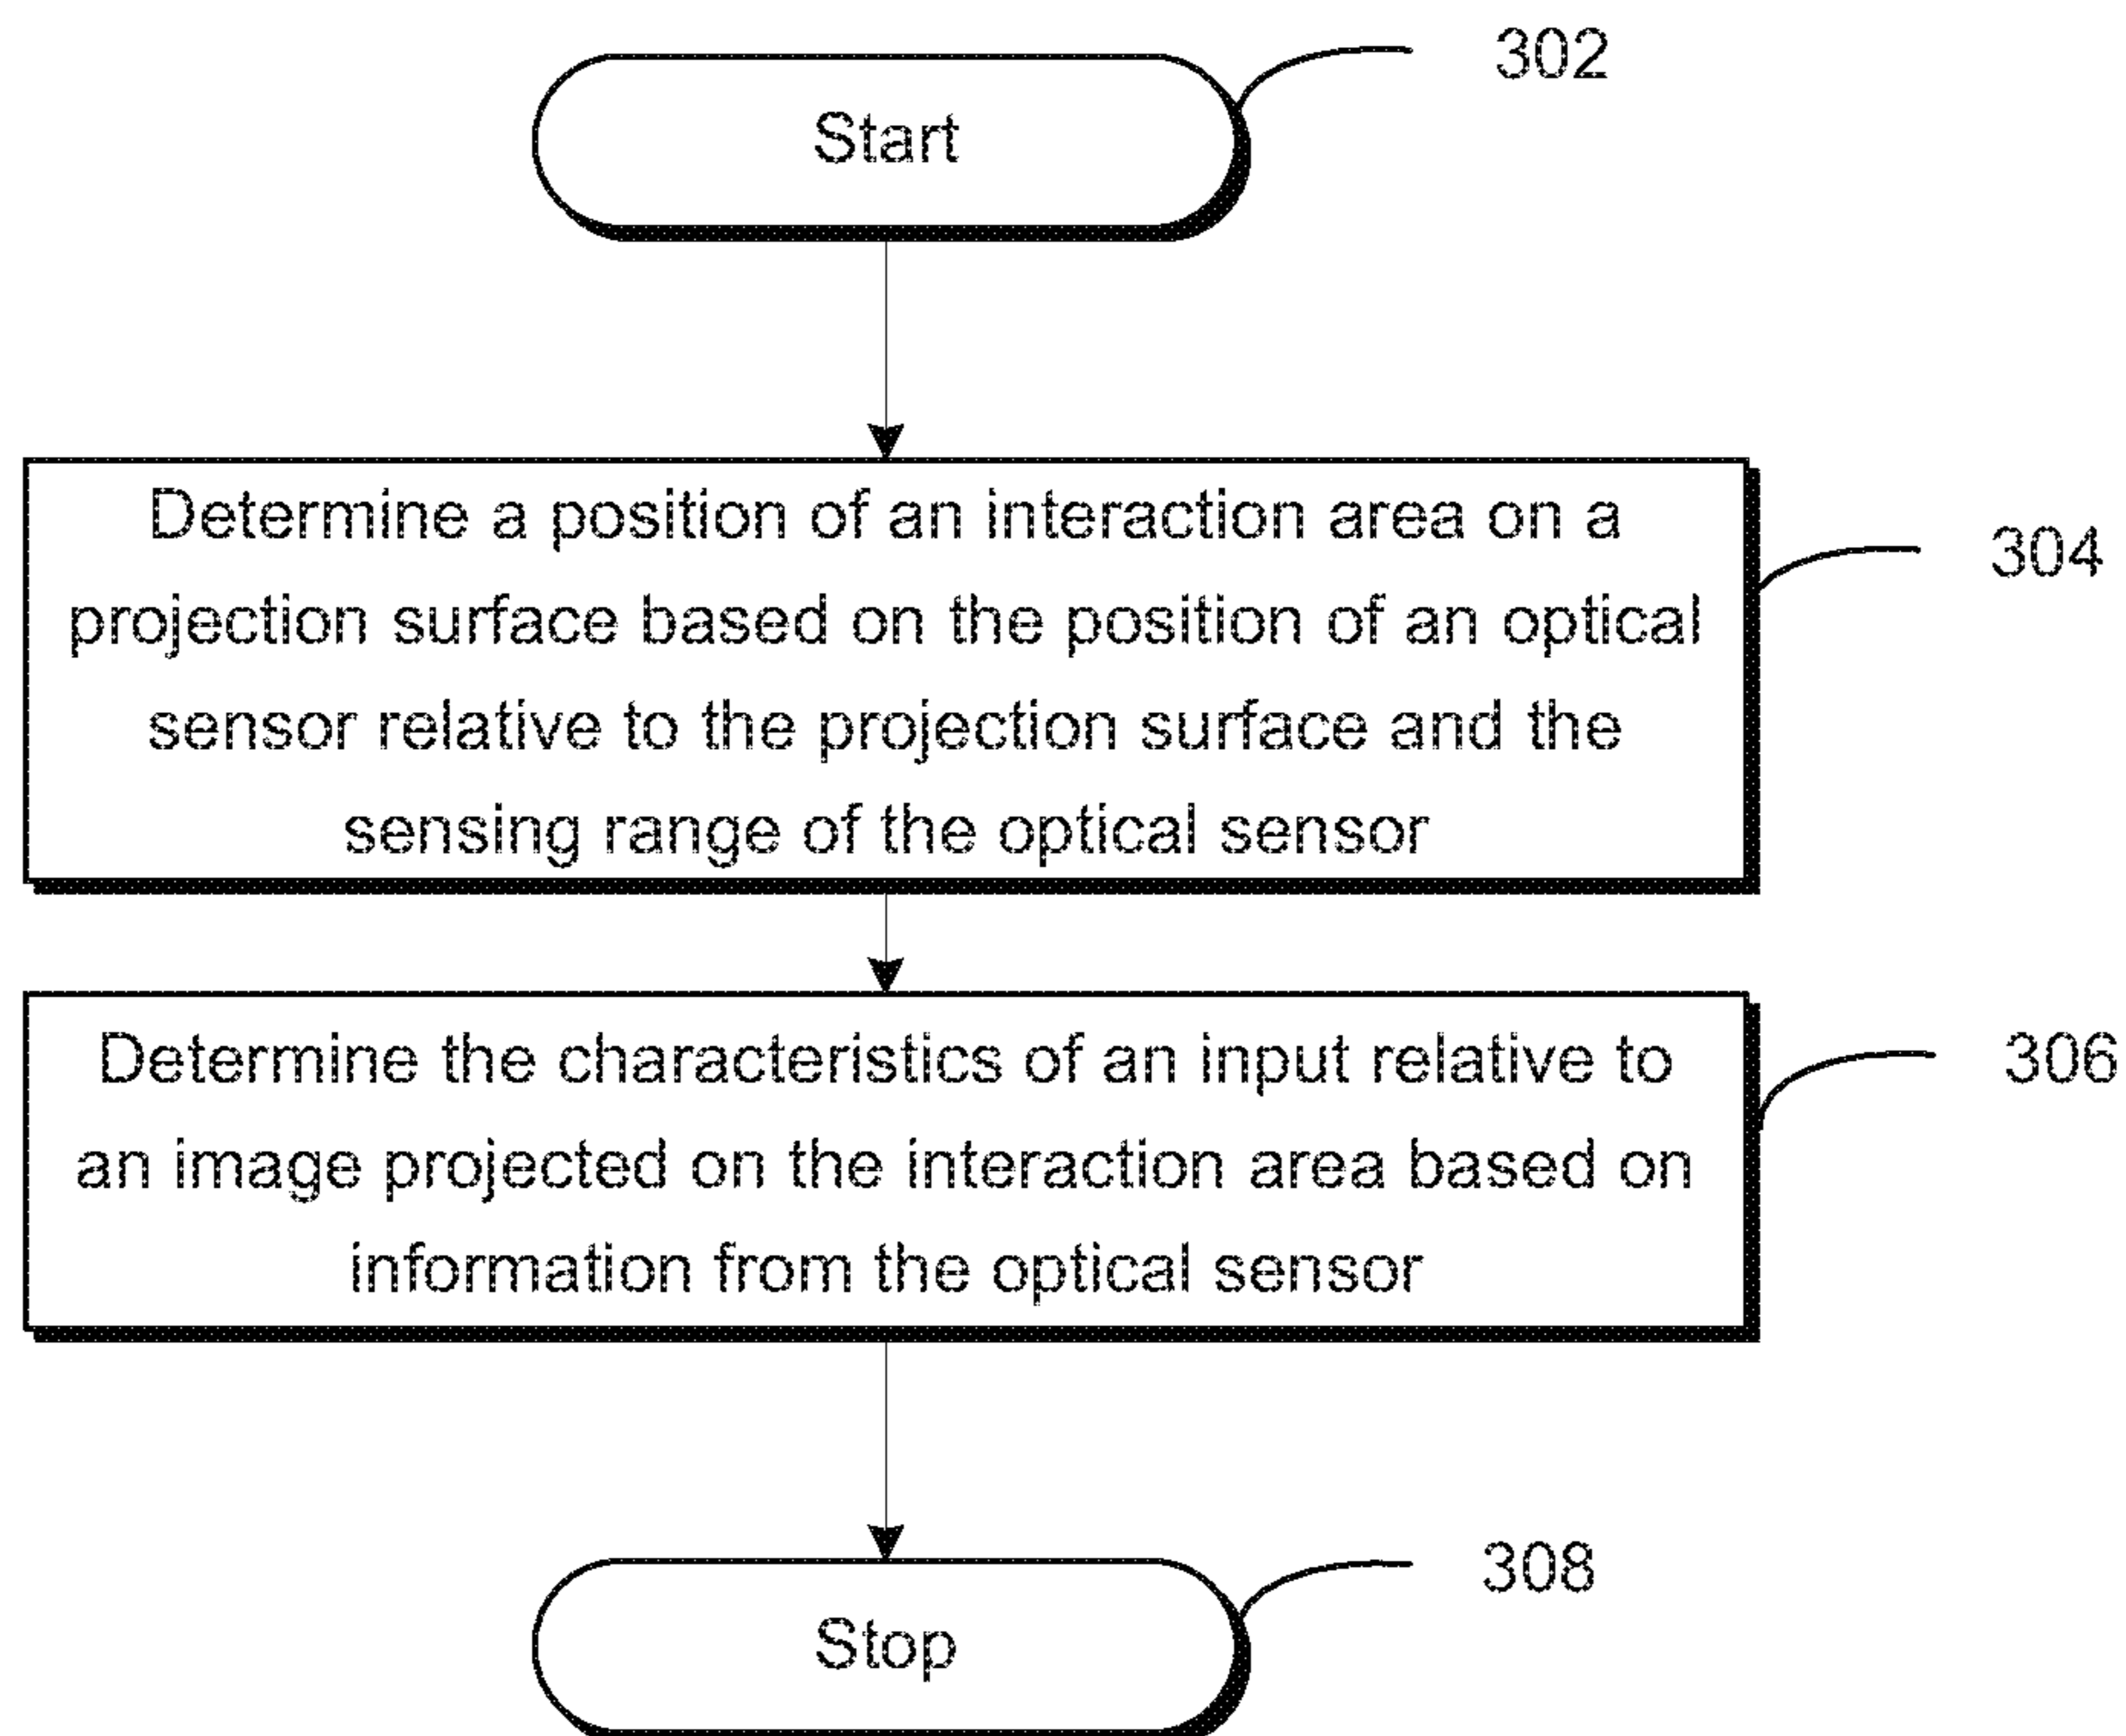 302
Start
Determine a position of an interaction area on a
projection surface based on the position of an optical
sensor relative to the projection surface and the
sensing range of the optical sensor
304
Determine the characteristics of an input relative to
an image projected on the interaction area based on
information from the optical sensor
306
308
Stop